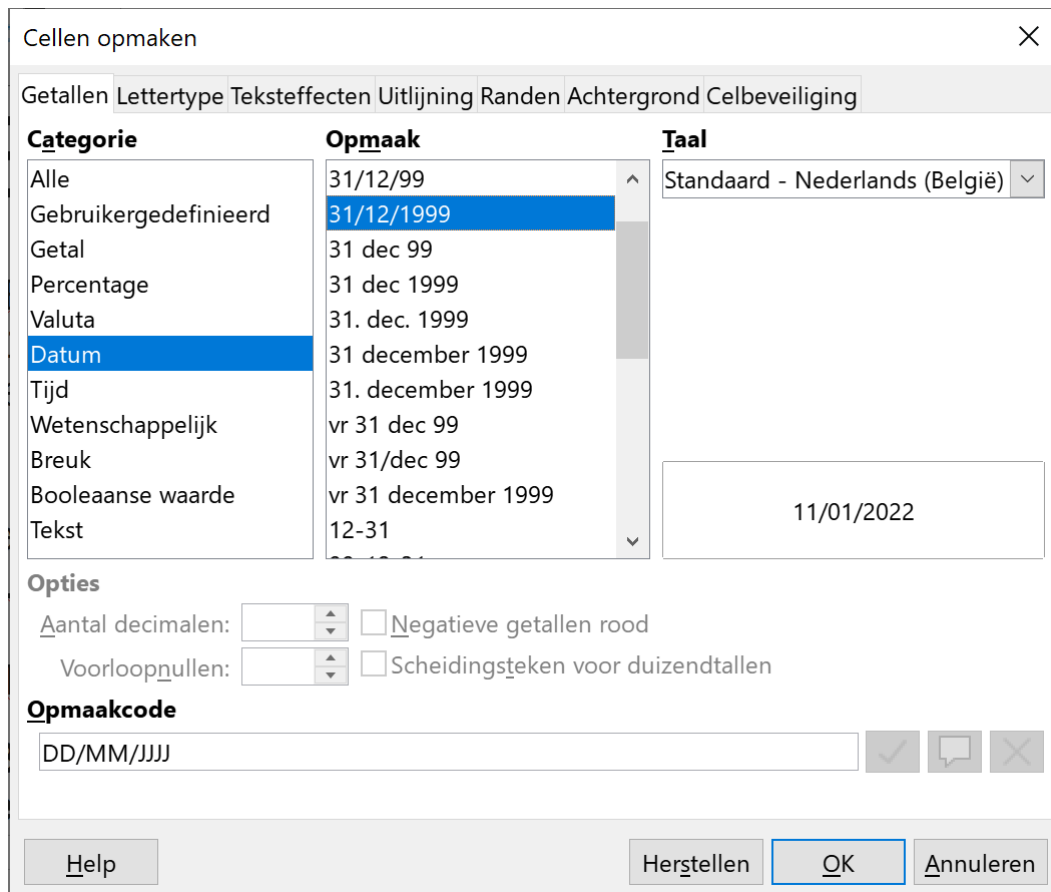 Cellen opmaken
Getallen Lettertype Teksteffecten Uitlijning Randen Achtergrond Celbeveiliging
Categorie
Alle
Gebruikergedefinieerd
Getal
Percentage
Valuta
Datum
Tijd
Wetenschappelijk
Breuk
Booleaanse waarde
Tekst
Opmaak
31/12/99
31/12/1999
31 dec 99
31 dec 1999
31. dec. 1999
31 december 1999
31. december 1999
vr 31 dec 99
vr 31/dec 99
vr 31 december 1999
12-31
Taal
Standaard - Nederlands (België)
11/01/2022
Opties
Aantal decimalen:
Negatieve getallen rood
Voorloopnullen:
Scheidingsteken voor duizendtallen
Opmaakcode
DD/MM/JJJJ
Help Herstellen OK Annuleren